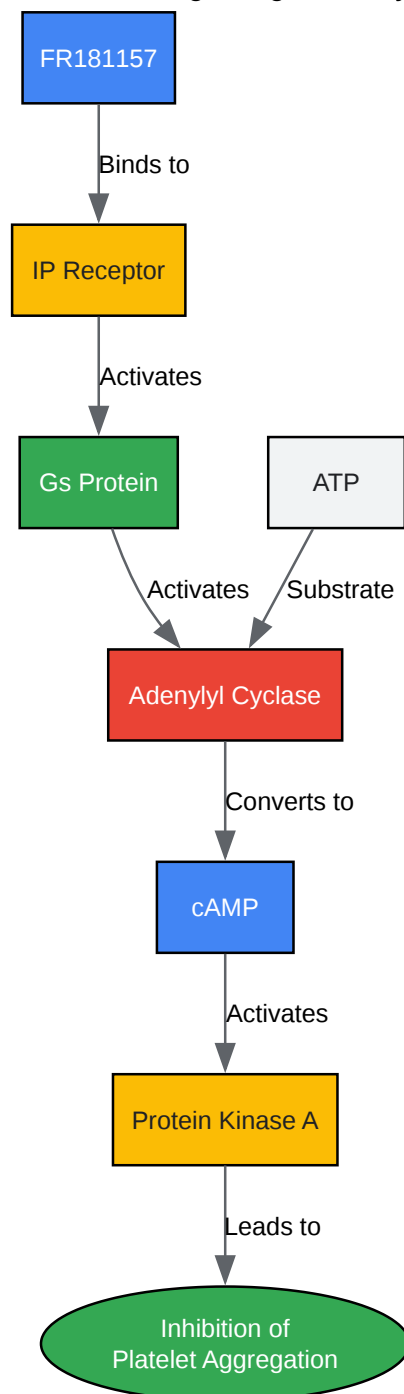 FR181157
Binds to
IP Receptor
Activates
Gs Protein
ATP
Activates
Substrate
Adenylyl Cyclase
Converts to
cAMP
Activates
Protein Kinase A
Leads to
Inhibition of
Platelet Aggregation